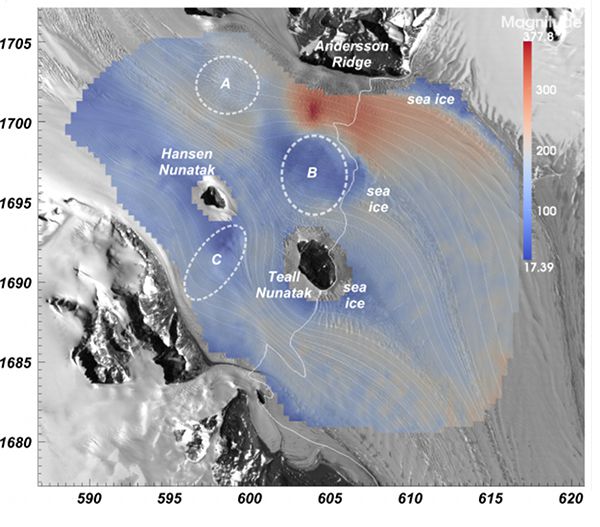 Magnitude
377.8
300
200
100
17.39
1705
1700
1695
1690
1685
1680
Andersson
Ridge
sea ice
A
Hansen
Nunatak
B
sea
ice
C
Teall
Nunatak
sea
ice
590
595
600
605
610
615
620